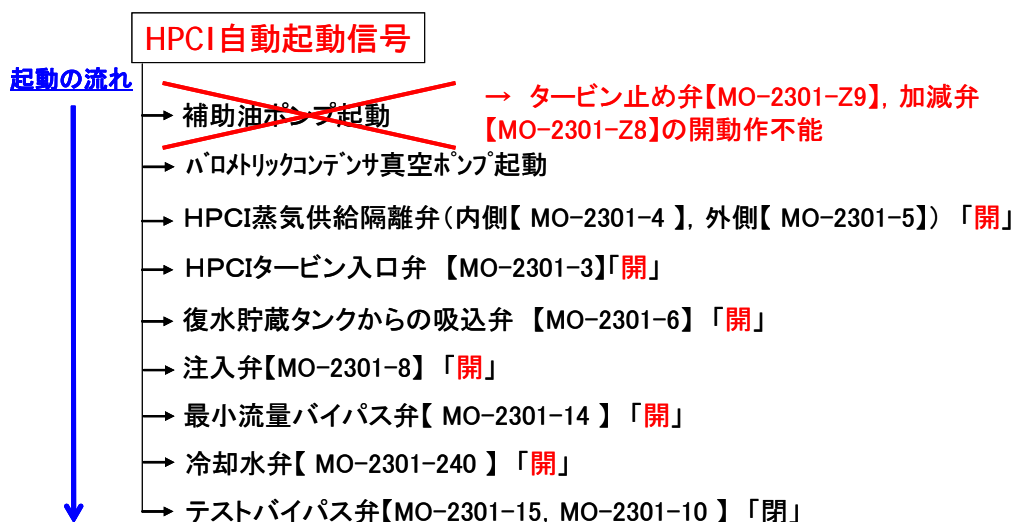 HPCI自動起動信号
起動の流れ
補助油ポンプ起動
→ タービン止め弁【MO-2301-Z9】，加減弁
【MO-2301-Z8】の開動作不能
ﾊﾞﾛﾒﾄﾘｯｸｺﾝﾃﾞﾝｻ真空ﾎﾟﾝﾌﾟ起動
ＨＰＣＩ蒸気供給隔離弁（内側【 MO-2301-4 】，外側【 MO-2301-5】） 「開」
ＨＰＣＩタービン入口弁 【MO-2301-3】「開」
復水貯蔵タンクからの吸込弁 【MO-2301-6】 「開」
注入弁【MO-2301-8】 「開」
最小流量バイパス弁【 MO-2301-14 】 「開」
冷却水弁【 MO-2301-240 】 「開」
テストバイパス弁【MO-2301-15，MO-2301-10 】 「閉」